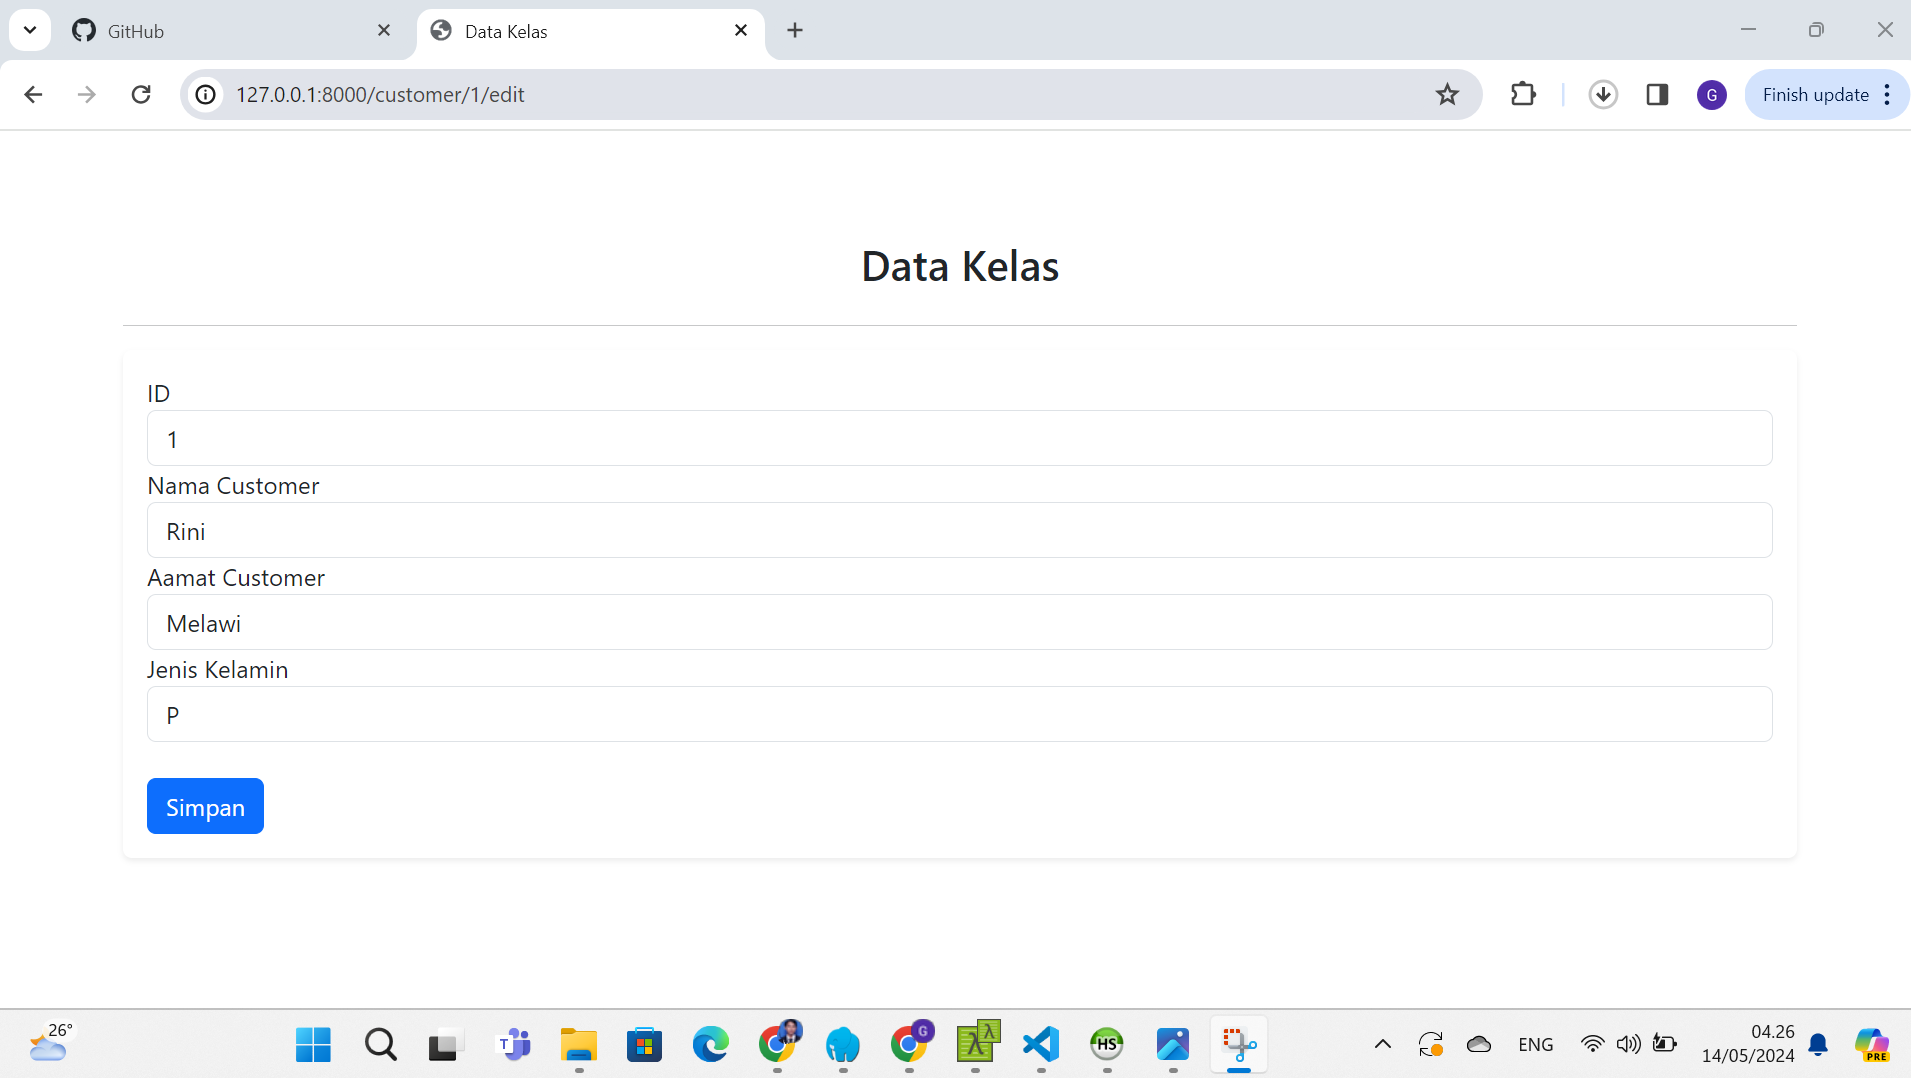 GitHub
Data Kelas
127.0.0.1:8000/customer/1/edit
G
Finish update
Data Kelas
ID
1
Nama Customer
Rini
Aamat Customer
Melawi
Jenis Kelamin
P
Simpan
26°
T
G
λ λ
HS
ENG
04.26
14/05/2024
PRE